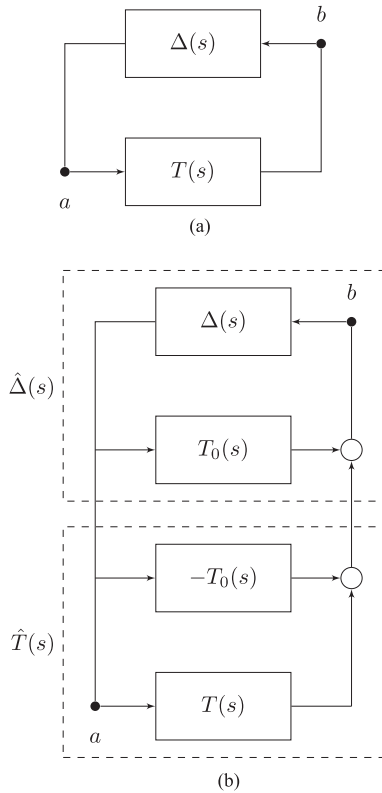 b
Δ(s)
T(s)
a
(a)
b
Δ(s)
Δ̂(s)
T₀(s)
−T₀(s)
T̂(s)
T(s)
a
(b)